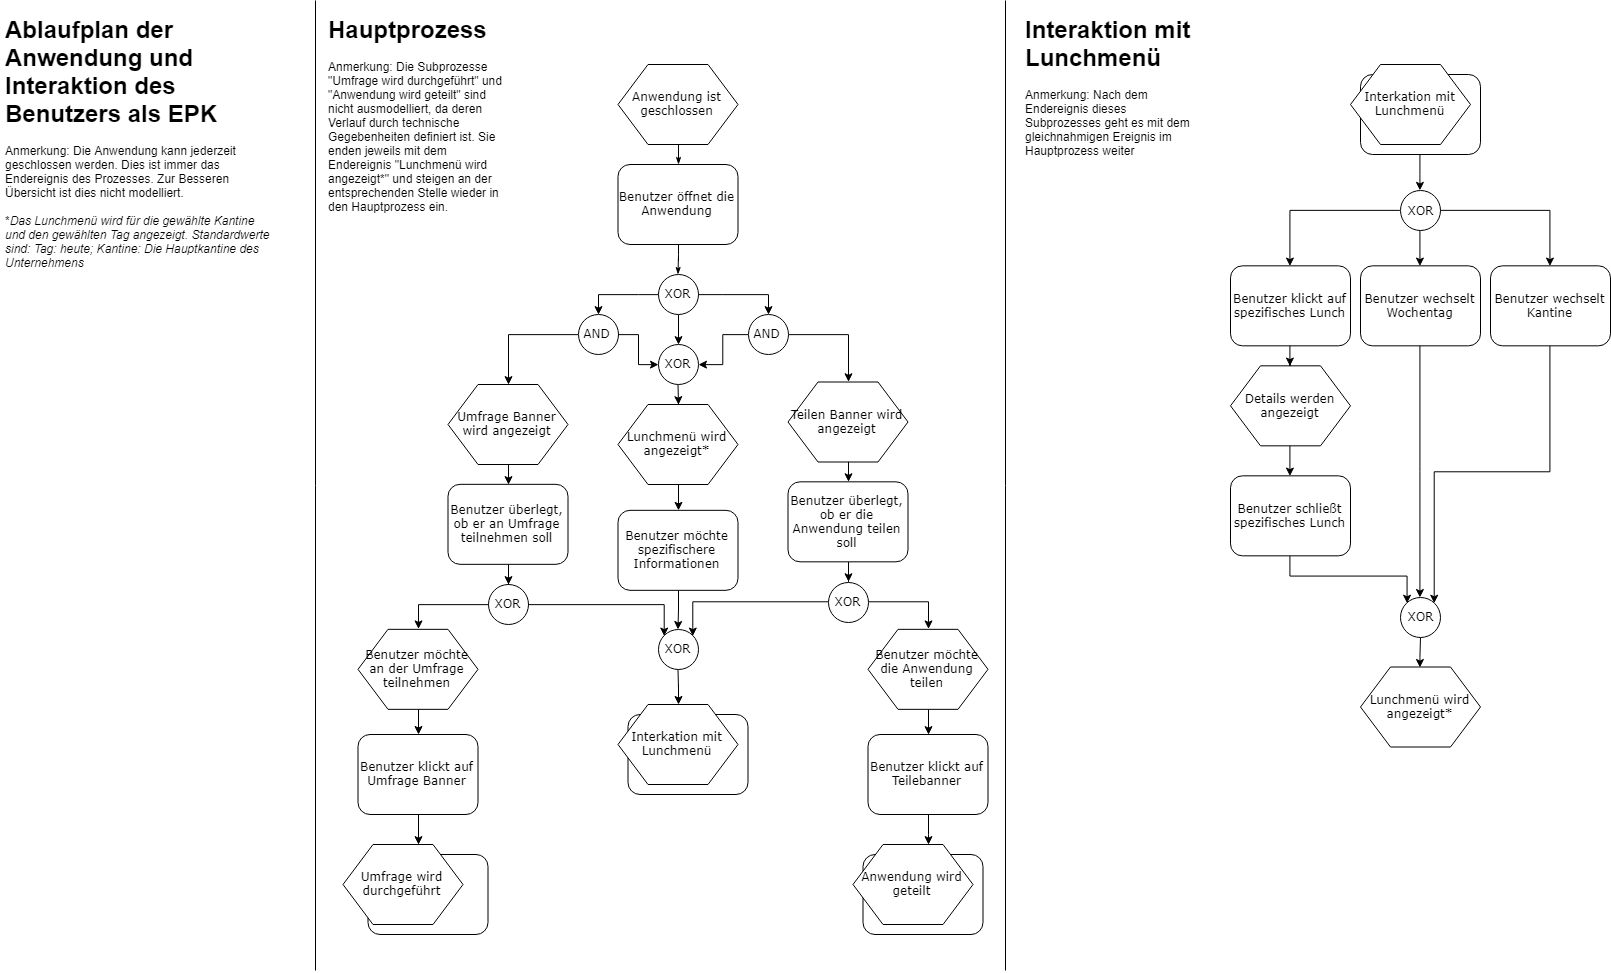 Ablaufplan der
Anwendung und
Interaktion des
Benutzers als EPK
Anmerkung: Die Anwendung kann jederzeit
geschlossen werden. Dies ist immer das
Endereignis des Prozesses. Zur Besseren
Übersicht ist dies nicht modelliert.
*Das Lunchmenü wird für die gewählte Kantine
und den gewählten Tag angezeigt. Standardwerte
sind: Tag: heute; Kantine: Die Hauptkantine des
Unternehmens
Hauptprozess
Anmerkung: Die Subprozesse
"Umfrage wird durchgeführt" und
"Anwendung wird geteilt" sind
nicht ausmodelliert, da deren
Verlauf durch technische
Gegebenheiten definiert ist. Sie
enden jeweils mit dem
Endereignis "Lunchmenü wird
angezeigt*" und steigen an der
entsprechenden Stelle wieder in
den Hauptprozess ein.
Anwendung ist
geschlossen
Benutzer öffnet die
Anwendung
XOR
AND
AND
XOR
Umfrage Banner
wird angezeigt
Lunchmenü wird
angezeigt*
Teilen Banner wird
angezeigt
Benutzer überlegt,
ob er an Umfrage
teilnehmen soll
Benutzer möchte
spezifischere
Informationen
Benutzer überlegt,
ob er die
Anwendung teilen
soll
XOR
XOR
XOR
Benutzer möchte
an der Umfrage
teilnehmen
Benutzer möchte
die Anwendung
teilen
Interkation mit
Lunchmenü
Benutzer klickt auf
Umfrage Banner
Benutzer klickt auf
Teilebanner
Umfrage wird
durchgeführt
Anwendung wird
geteilt
Interaktion mit
Lunchmenü
Anmerkung: Nach dem
Endereignis dieses
Subprozesses geht es mit dem
gleichnahmigen Ereignis im
Hauptprozess weiter
Interkation mit
Lunchmenü
XOR
Benutzer klickt auf
spezifisches Lunch
Benutzer wechselt
Wochentag
Benutzer wechselt
Kantine
Details werden
angezeigt
Benutzer schließt
spezifisches Lunch
XOR
Lunchmenü wird
angezeigt*